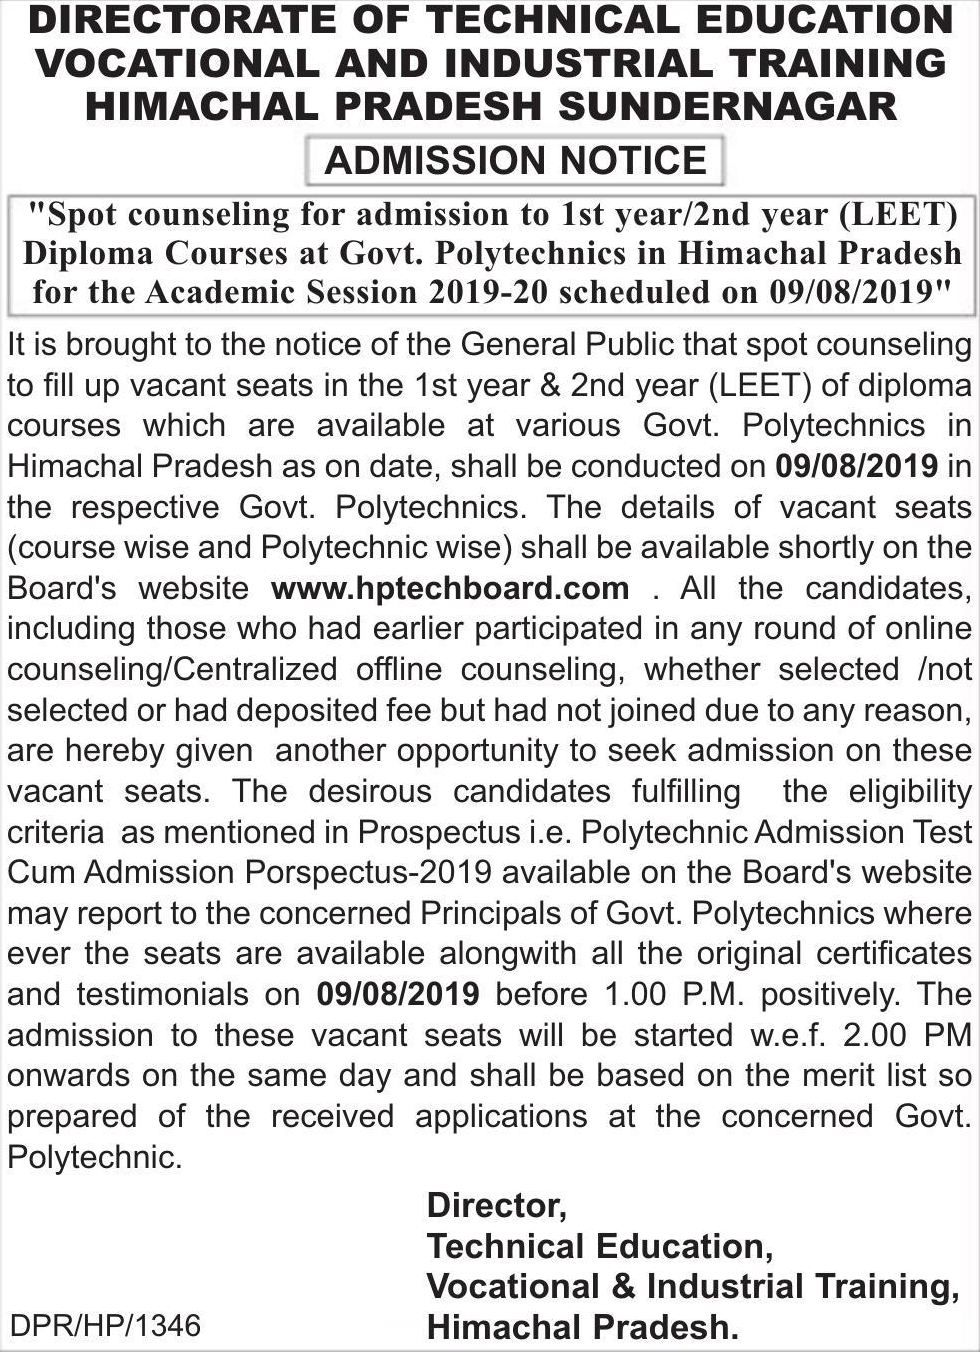 DIRECTORATE OF TECHNICAL EDUCATION
VOCATIONAL AND INDUSTRIAL TRAINING
HIMACHAL PRADESH SUNDERNAGAR
ADMISSION NOTICE
"Spot counseling for admission to 1st year/2nd year (LEET)
Diploma Courses at Govt. Polytechnics in Himachal Pradesh
for the Academic Session 2019-20 scheduled on 09/08/2019"
It is brought to the notice of the General Public that spot counseling
to fill up vacant seats in the 1st year & 2nd year (LEET) of diploma
courses which are available at various Govt. Polytechnics in
Himachal Pradesh as on date, shall be conducted on 09/08/2019 in
the respective Govt. Polytechnics. The details of vacant seats
(course wise and Polytechnic wise) shall be available shortly on the
Board's website www.hptechboard.com . All the candidates,
including those who had earlier participated in any round of online
counseling/Centralized offline counseling, whether selected /not
selected or had deposited fee but had not joined due to any reason,
are hereby given another opportunity to seek admission on these
vacant seats. The desirous candidates fulfilling the eligibility
criteria as mentioned in Prospectus i.e. Polytechnic Admission Test
Cum Admission Porspectus-2019 available on the Board's website
may report to the concerned Principals of Govt. Polytechnics where
ever the seats are available alongwith all the original certificates
and testimonials on 09/08/2019 before 1.00 P.M. positively. The
admission to these vacant seats will be started w.e.f. 2.00 PM
onwards on the same day and shall be based on the merit list so
prepared of the received applications at the concerned Govt.
Polytechnic.
Director,
Technical Education,
Vocational & Industrial Training,
Himachal Pradesh.
DPR/HP/1346